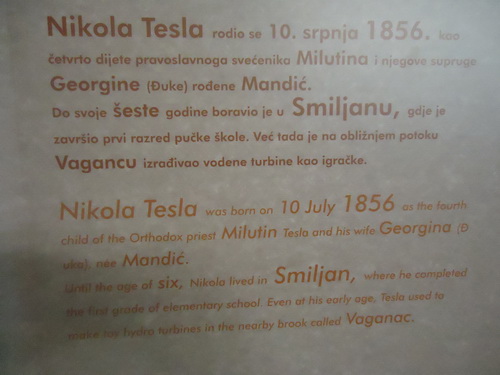 Nikola Tesla rodio se 10. srpnja 1856. kao
četvrto dijete pravoslavnoga svećenika Milutina i njegove supruge
Georgine (Đuke) rođene Mandić.
Do svoje šeste godine boravio je u Smiljanu, gdje je
završio prvi razred pučke škole. Već tada je na obližnjem potoku
Vagancu izrađivao vodene turbine kao igračke.
Nikola Tesla was born on 10 July 1856 as the fourth
child of the Orthodox priest Milutin Tesla and his wife Georgina (Đ
uka), nee Mandić.
Until the age of six, Nikola lived in Smiljan, where he completed
the first grade of elementary school. Even at his early age, Tesla used to
make toy hydro turbines in the nearby brook called Vaganac.